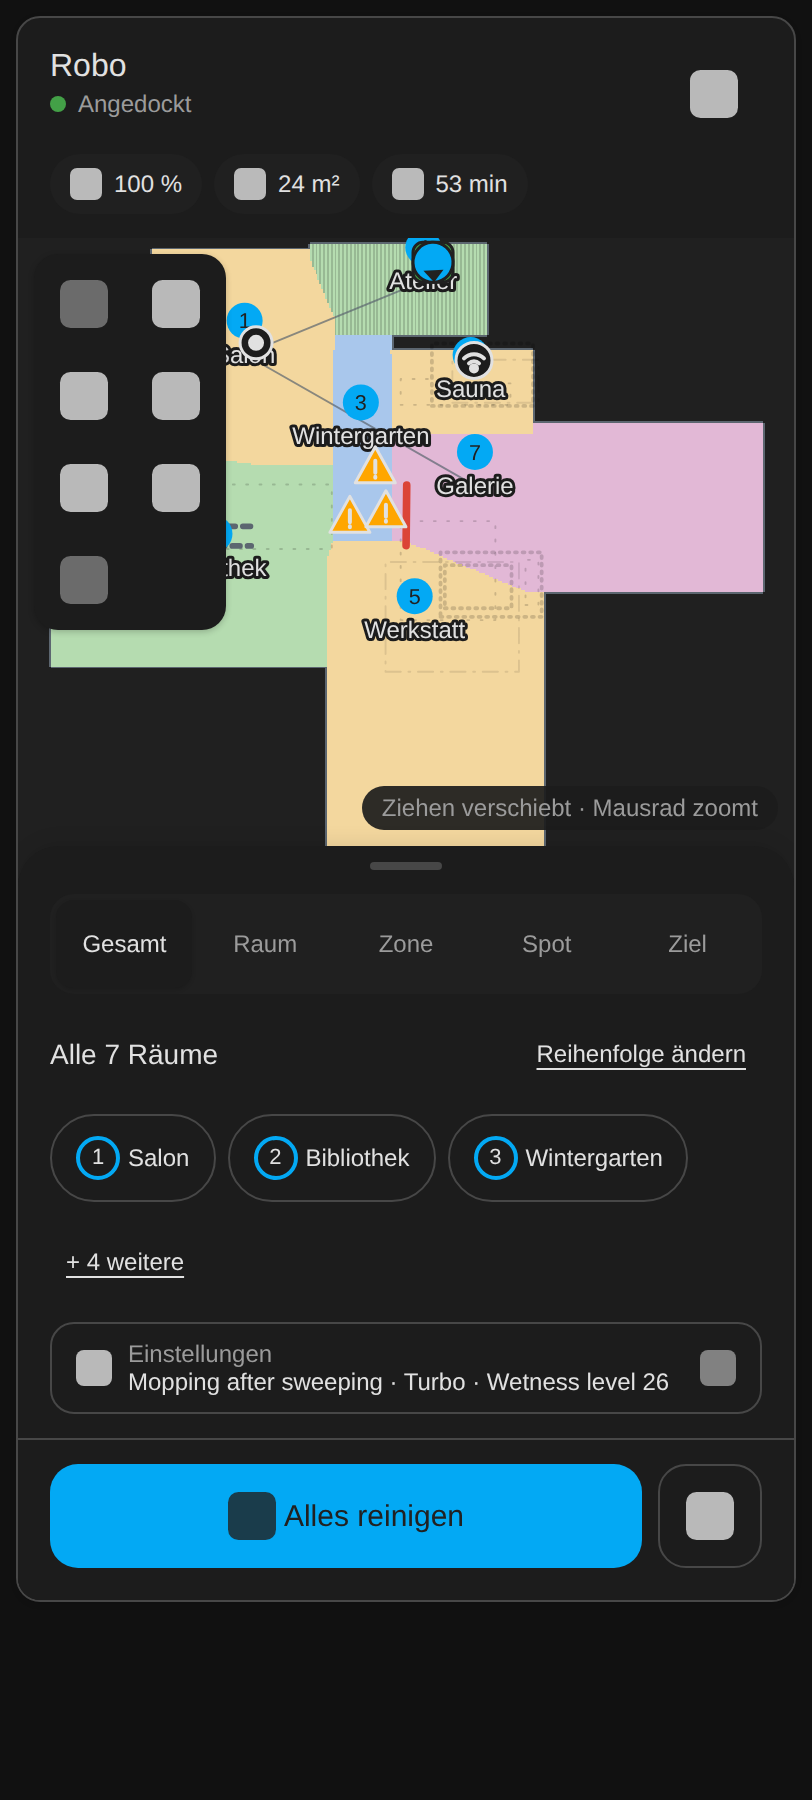 Robo
Angedockt
100 %
24 m²
53 min
Atelier
1
Salon
Sauna
3
Wintergarten
7
Galerie
thek
5
Werkstatt
Ziehen verschiebt · Mausrad zoomt
Gesamt
Raum
Zone
Spot
Ziel
Alle 7 Räume
Reihenfolge ändern
1 Salon
2 Bibliothek
3 Wintergarten
+ 4 weitere
Einstellungen
Mopping after sweeping · Turbo · Wetness level 26
Alles reinigen